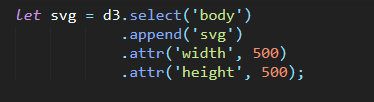 let svg = d3.select('body')
            .append('svg')
            .attr('width', 500)
            .attr('height', 500);